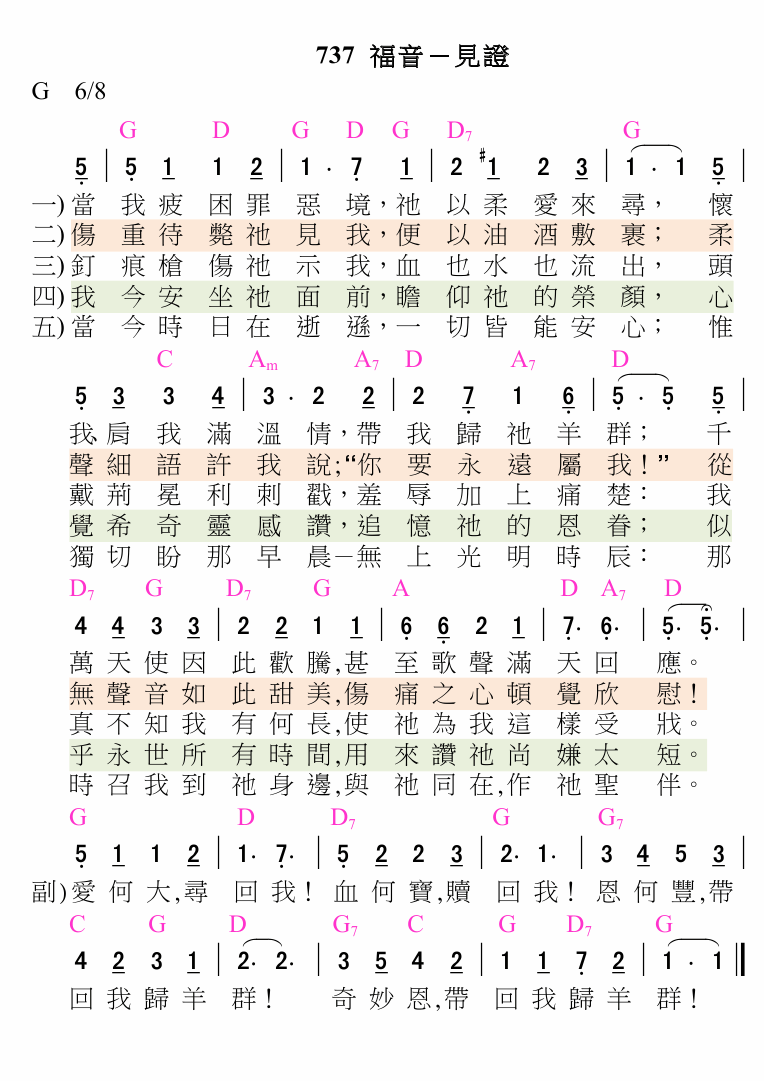 737 福音－見證
G 6/8
G D G D G D7 G
5 | 5 1 1 2 | 1 · 7 1 | 2 #1 2 3 | 1 · 1 5 |
一)當我疲困罪惡境，祂以柔愛來尋，懷
二)傷重待斃祂見我，便以油酒敷裹；柔
三)釘痕槍傷祂示我，血也水也流出，頭
四)我今安坐祂面前，瞻仰祂的榮顏，心
五)當今時日在逝遜，一切皆能安心；惟
C Am A7 D A7 D
5 3 3 4 | 3 · 2 2 | 2 7 1 6 | 5 · 5 5 |
我、肩我滿溫情，帶我歸祂羊群；千
聲細語許我說；“你要永遠屬我！”從
戴荊冕利刺戳，羞辱加上痛楚：我
覺希奇靈感讚，追憶祂的恩眷；似
獨切盼那早晨－無上光明時辰：那
D7 G D7 G A D A7 D
4 4 3 3 | 2 2 1 1 | 6 6 2 1 | 7· 6· | 5· 5· |
萬天使因此歡騰，甚至歌聲滿天回應。
無聲音如此甜美，傷痛之心頓覺欣慰！
真不知我有何長，使祂為我這樣受戕。
乎永世所有時間，用來讚祂尚嫌太短。
時召我到祂身邊，與祂同在，作祂聖伴。
G D D7 G G7
5 1 1 2 | 1· 7· | 5 2 2 3 | 2· 1· | 3 4 5 3 |
副)愛何大，尋回我！血何寶，贖回我！恩何豐，帶
C G D G7 C G D7 G
4 2 3 1 | 2· 2· | 3 5 4 2 | 1 1 7 2 | 1 · 1 ‖
回我歸羊群！奇妙恩，帶回我歸羊群！